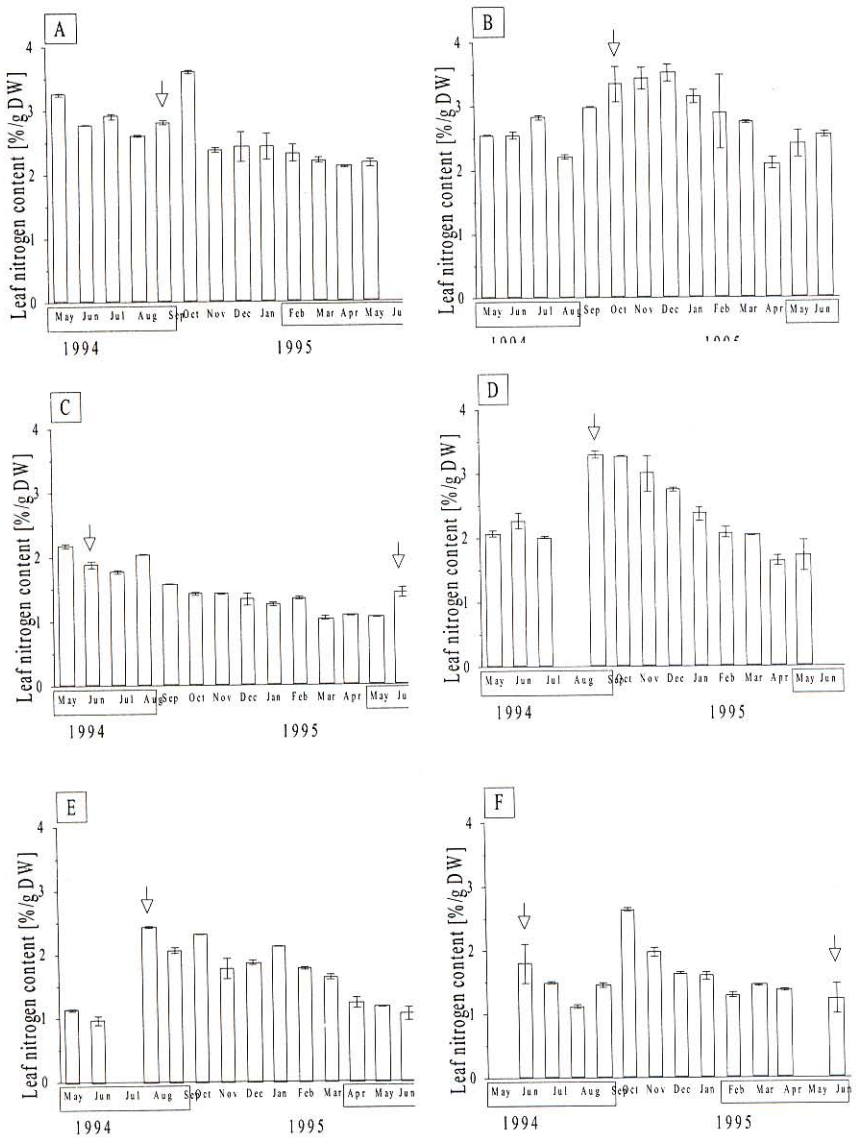 A
Leaf nitrogen content [%/g DW]
4
3
2
1
0
May Jun Jul Aug Sep Oct Nov Dec Jan Feb Mar Apr May Ju
1994 1995
B
Leaf nitrogen content [%/g DW]
4
3
2
1
0
May Jun Jul Aug Sep Oct Nov Dec Jan Feb Mar Apr May Jun
C
Leaf nitrogen content [%/g DW]
4
3
2
1
0
May Jun Jul Aug Sep Oct Nov Dec Jan Feb Mar Apr May Ju
1994 1995
D
Leaf nitrogen content [%/g DW]
4
3
2
1
0
May Jun Jul Aug Sep Oct Nov Dec Jan Feb Mar Apr May Jun
1994 1995
E
Leaf nitrogen content [%/g DW]
4
3
2
1
0
May Jun Jul Aug Sep Oct Nov Dec Jan Feb Mar Apr May Jun
1994 1995
F
Leaf nitrogen content [%/g DW]
4
3
2
1
0
May Jun Jul Aug Sep Oct Nov Dec Jan Feb Mar Apr May Jun
1994 1995